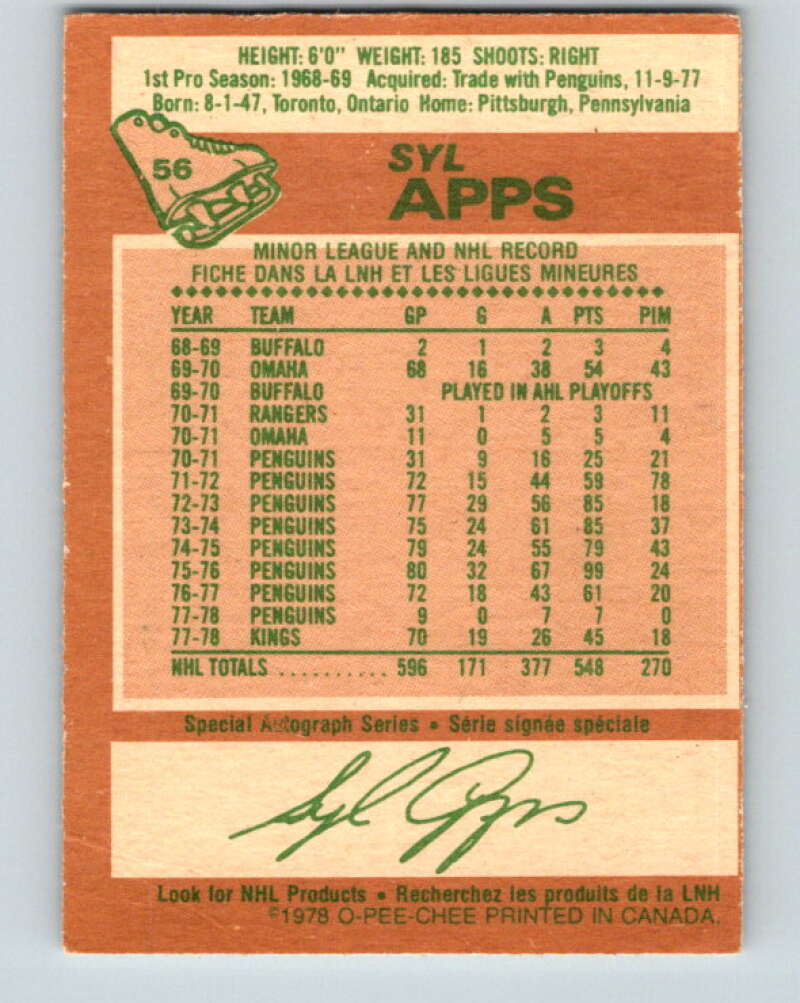 HEIGHT: 6'0" WEIGHT: 185 SHOOTS: RIGHT
1st Pro Season: 1968-69 Acquired: Trade with Penguins, 11-9-77
Born: 8-1-47, Toronto, Ontario Home: Pittsburgh, Pennsylvania
56
SYL
APPS
MINOR LEAGUE AND NHL RECORD
FICHE DANS LA LNH ET LES LIGUES MINEURES
YEAR TEAM GP G A PTS PIM
68-69 BUFFALO 2 1 2 3 4
69-70 OMAHA 68 16 38 54 43
69-70 BUFFALO PLAYED IN AHL PLAYOFFS
70-71 RANGERS 31 1 2 3 11
70-71 OMAHA 11 0 5 5 4
70-71 PENGUINS 31 9 16 25 21
71-72 PENGUINS 72 15 44 59 78
72-73 PENGUINS 77 29 56 85 18
73-74 PENGUINS 75 24 61 85 37
74-75 PENGUINS 79 24 55 79 43
75-76 PENGUINS 80 32 67 99 24
76-77 PENGUINS 72 18 43 61 20
77-78 PENGUINS 9 0 7 7 0
77-78 KINGS 70 19 26 45 18
NHL TOTALS .......... 596 171 377 548 270
Special Autograph Series • Série signée spéciale
Syl Apps
Look for NHL Products • Recherchez les produits de la LNH
©1978 O-PEE-CHEE PRINTED IN CANADA.